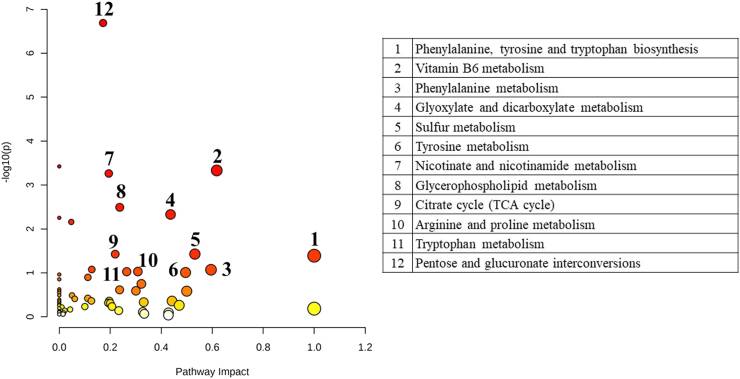 12
7
6
5
4
3
2
1
0
-log10(p)
7
8
2
4
9
10
11
5
6
3
1
0.0 0.2 0.4 0.6 0.8 1.0 1.2
Pathway Impact
1 Phenylalanine, tyrosine and tryptophan biosynthesis
2 Vitamin B6 metabolism
3 Phenylalanine metabolism
4 Glyoxylate and dicarboxylate metabolism
5 Sulfur metabolism
6 Tyrosine metabolism
7 Nicotinate and nicotinamide metabolism
8 Glycerophospholipid metabolism
9 Citrate cycle (TCA cycle)
10 Arginine and proline metabolism
11 Tryptophan metabolism
12 Pentose and glucuronate interconversions